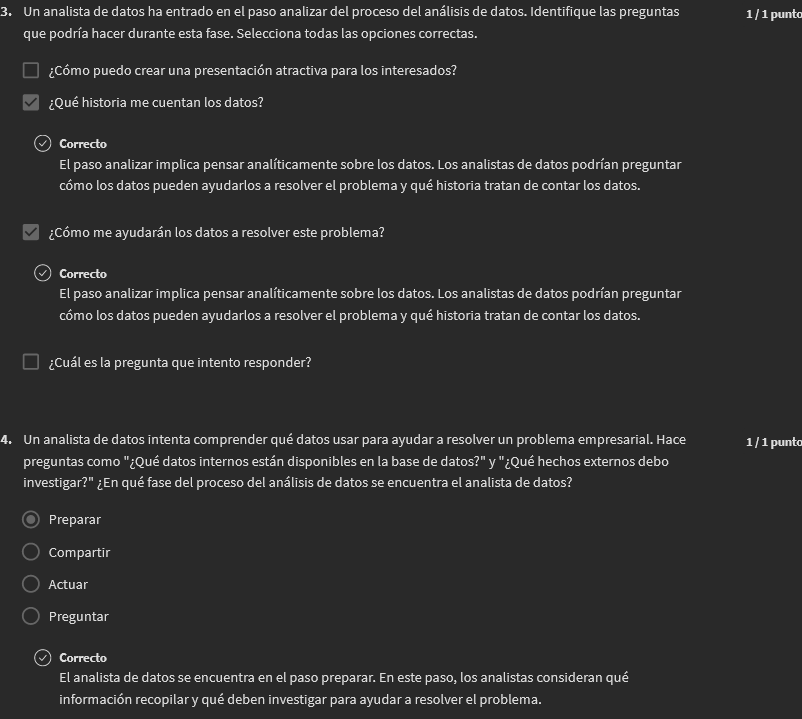 3. Un analista de datos ha entrado en el paso analizar del proceso del análisis de datos. Identifique las preguntas
1 / 1 punto
que podría hacer durante esta fase. Selecciona todas las opciones correctas.
¿Cómo puedo crear una presentación atractiva para los interesados?
¿Qué historia me cuentan los datos?
Correcto
El paso analizar implica pensar analíticamente sobre los datos. Los analistas de datos podrían preguntar
cómo los datos pueden ayudarlos a resolver el problema y qué historia tratan de contar los datos.
¿Cómo me ayudarán los datos a resolver este problema?
Correcto
El paso analizar implica pensar analíticamente sobre los datos. Los analistas de datos podrían preguntar
cómo los datos pueden ayudarlos a resolver el problema y qué historia tratan de contar los datos.
¿Cuál es la pregunta que intento responder?
4. Un analista de datos intenta comprender qué datos usar para ayudar a resolver un problema empresarial. Hace
1 / 1 punto
preguntas como "¿Qué datos internos están disponibles en la base de datos?" y "¿Qué hechos externos debo
investigar?" ¿En qué fase del proceso del análisis de datos se encuentra el analista de datos?
Preparar
Compartir
Actuar
Preguntar
Correcto
El analista de datos se encuentra en el paso preparar. En este paso, los analistas consideran qué
información recopilar y qué deben investigar para ayudar a resolver el problema.